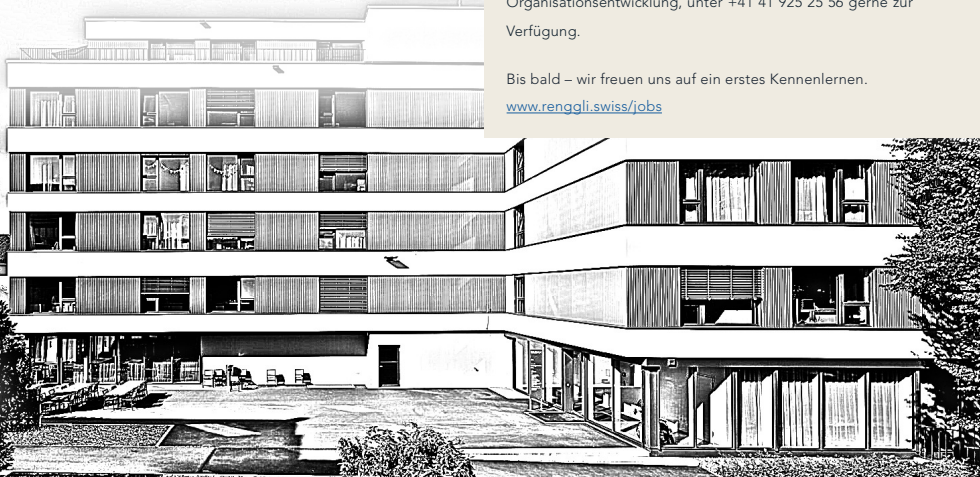 Organisationsentwicklung, unter +41 41 925 25 56 gerne zur
Verfügung.
Bis bald – wir freuen uns auf ein erstes Kennenlernen.
www.renggli.swiss/jobs